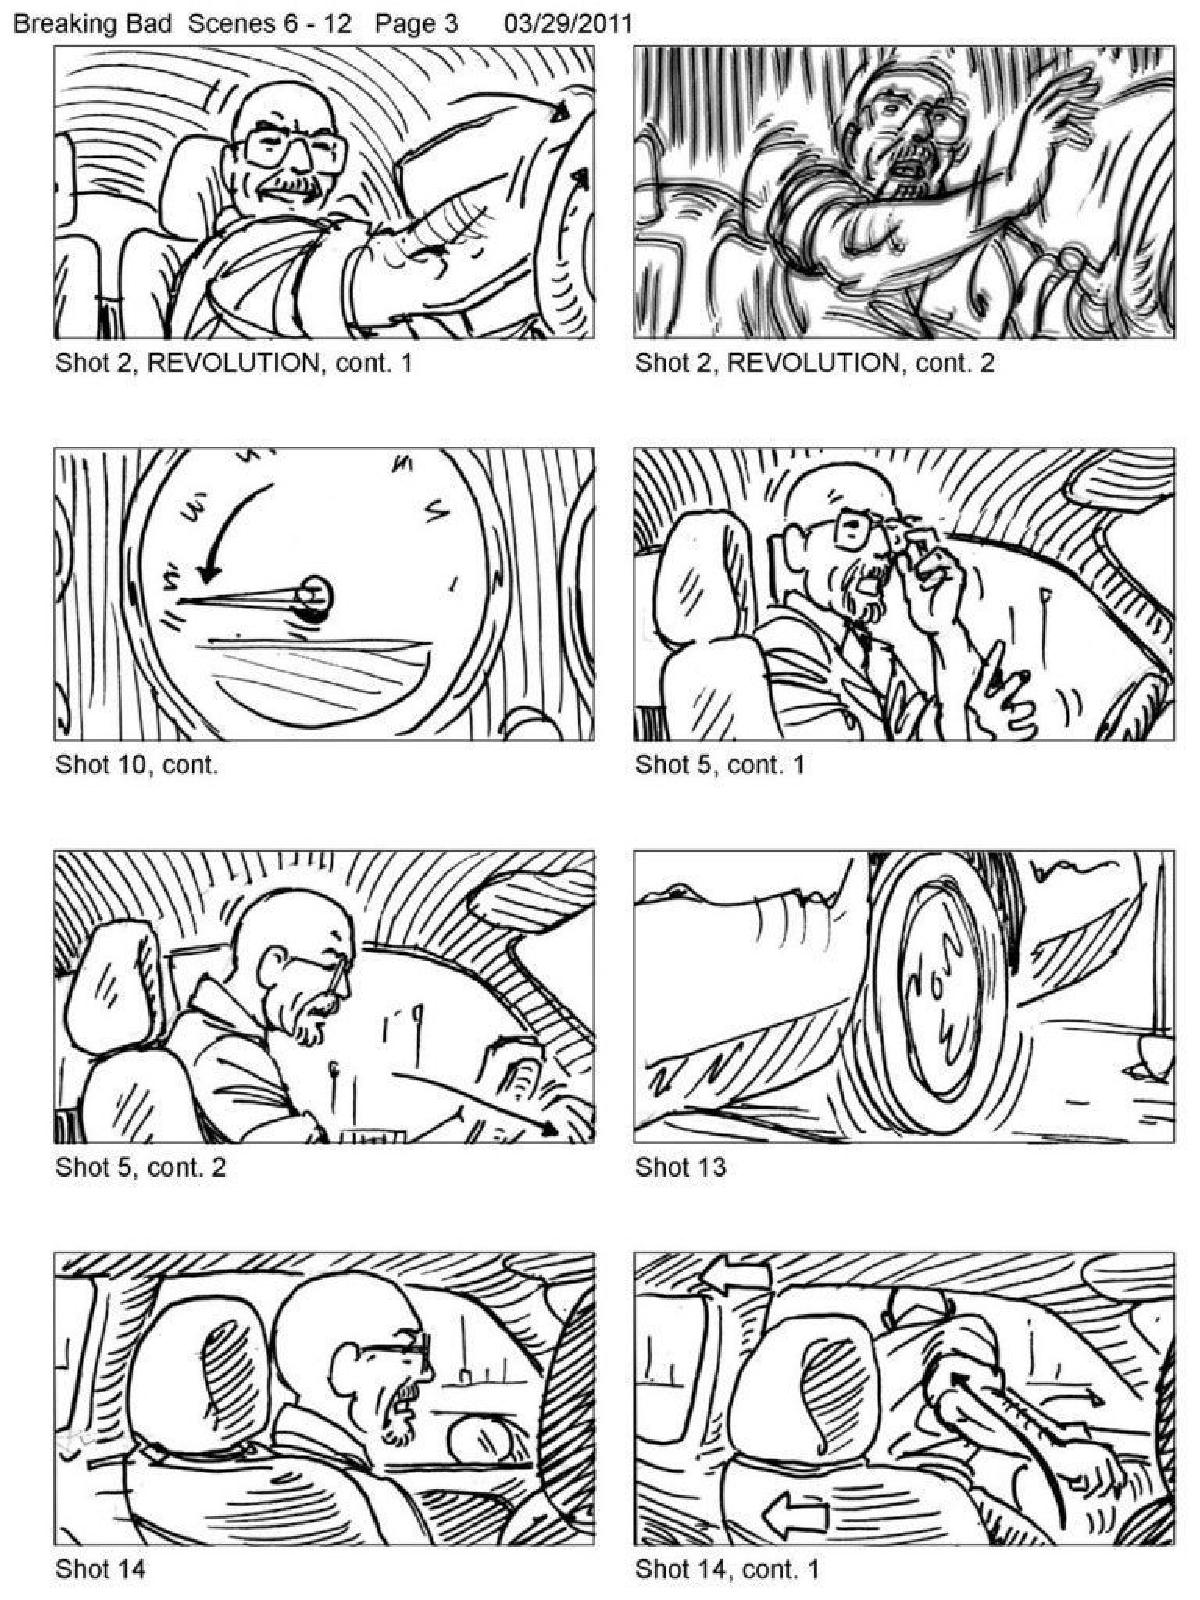 Breaking Bad Scenes 6 - 12 Page 3 03/29/2011
Shot 2, REVOLUTION, cont. 1
Shot 2, REVOLUTION, cont. 2
Shot 10, cont.
Shot 5, cont. 1
Shot 5, cont. 2
Shot 13
Shot 14
Shot 14, cont. 1